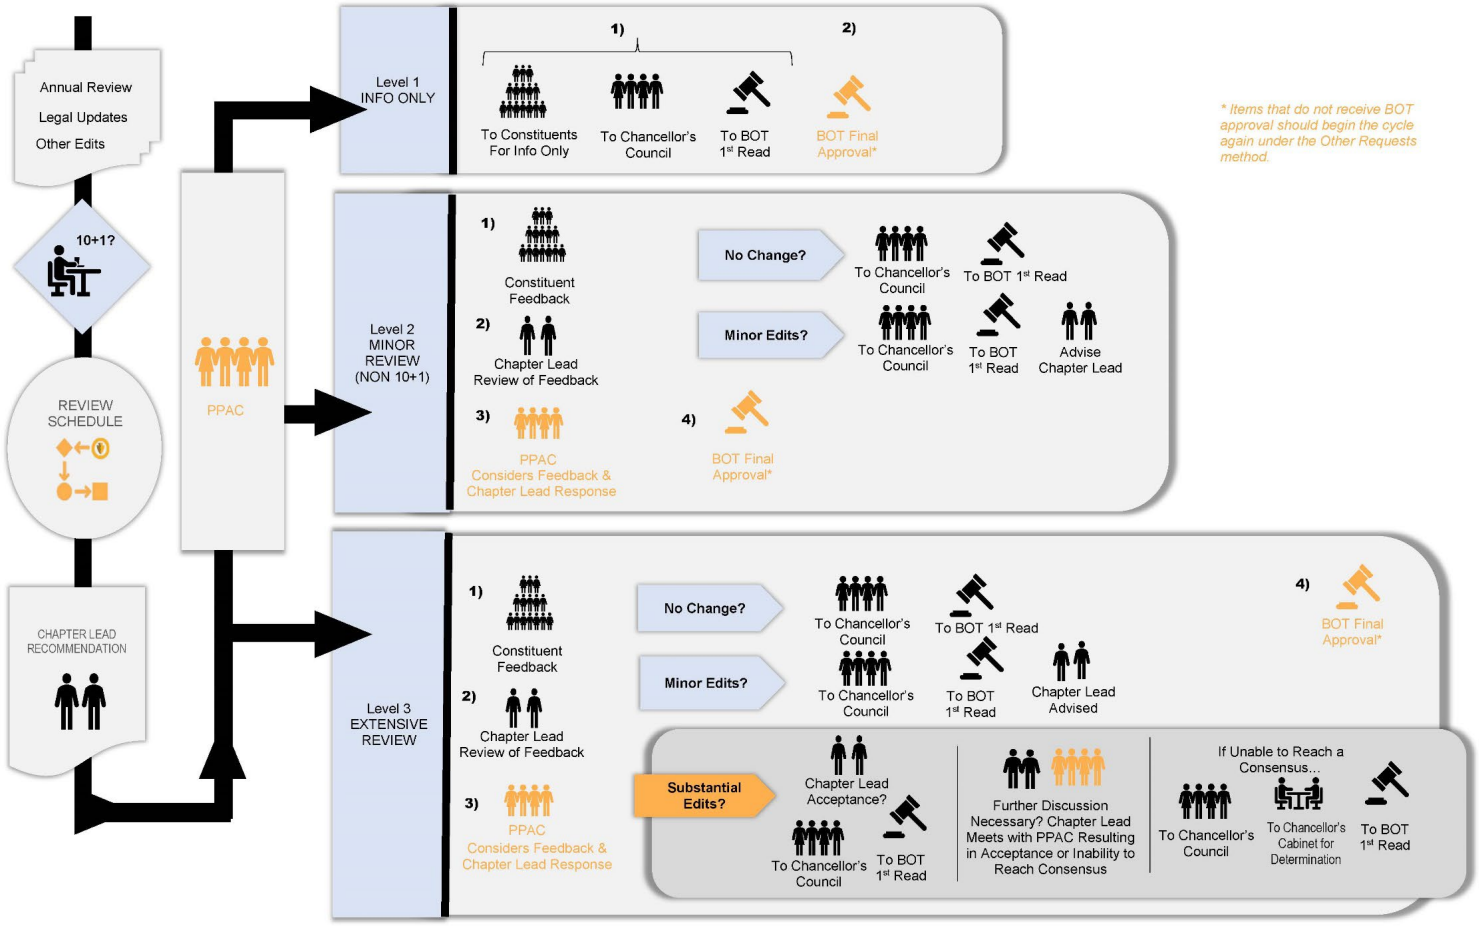 Annual Review
Legal Updates
Other Edits
10+1?
REVIEW
SCHEDULE
CHAPTER LEAD
RECOMMENDATION
PPAC
Level 1
INFO ONLY
1)
To Constituents
For Info Only
To Chancellor's
Council
To BOT
1st Read
2)
BOT Final
Approval*
* Items that do not receive BOT
approval should begin the cycle
again under the Other Requests
method.
Level 2
MINOR
REVIEW
(NON 10+1)
1)
Constituent
Feedback
2)
Chapter Lead
Review of Feedback
3)
PPAC
Considers Feedback &
Chapter Lead Response
No Change?
To Chancellor's
Council
To BOT 1st Read
Minor Edits?
To Chancellor's
Council
To BOT
1st Read
Advise
Chapter Lead
4)
BOT Final
Approval*
Level 3
EXTENSIVE
REVIEW
1)
Constituent
Feedback
2)
Chapter Lead
Review of Feedback
3)
PPAC
Considers Feedback &
Chapter Lead Response
No Change?
To Chancellor's
Council
To BOT 1st Read
Minor Edits?
To Chancellor's
Council
To BOT
1st Read
Chapter Lead
Advised
4)
BOT Final
Approval*
Substantial
Edits?
Chapter Lead
Acceptance?
To Chancellor's
Council
To BOT
1st Read
Further Discussion
Necessary? Chapter Lead
Meets with PPAC Resulting
in Acceptance or Inability to
Reach Consensus
If Unable to Reach a
Consensus...
To Chancellor's
Council
To Chancellor's
Cabinet for
Determination
To BOT
1st Read